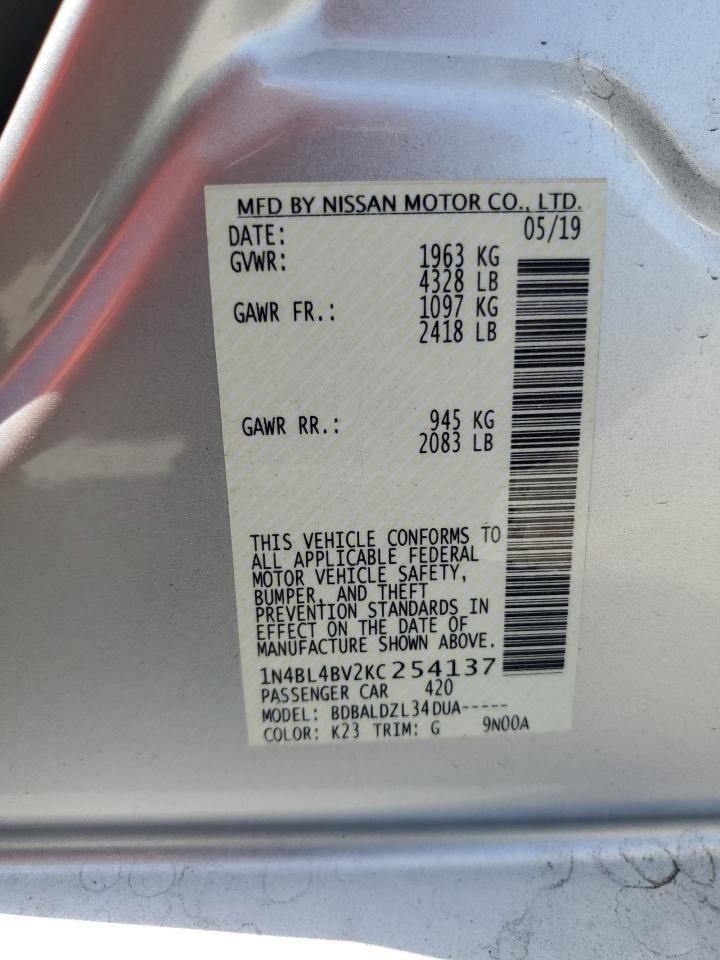 MFD BY NISSAN MOTOR CO., LTD.
DATE: 05/19
GVWR: 1963 KG
4328 LB
GAWR FR.: 1097 KG
2418 LB
GAWR RR.: 945 KG
2083 LB
THIS VEHICLE CONFORMS TO
ALL APPLICABLE FEDERAL
MOTOR VEHICLE SAFETY,
BUMPER, AND THEFT
PREVENTION STANDARDS IN
EFFECT ON THE DATE OF
MANUFACTURE SHOWN ABOVE.
1N4BL4BV2KC254137
PASSENGER CAR 420
MODEL: BDBALDZL34DUA-----
COLOR: K23 TRIM: G 9N00A